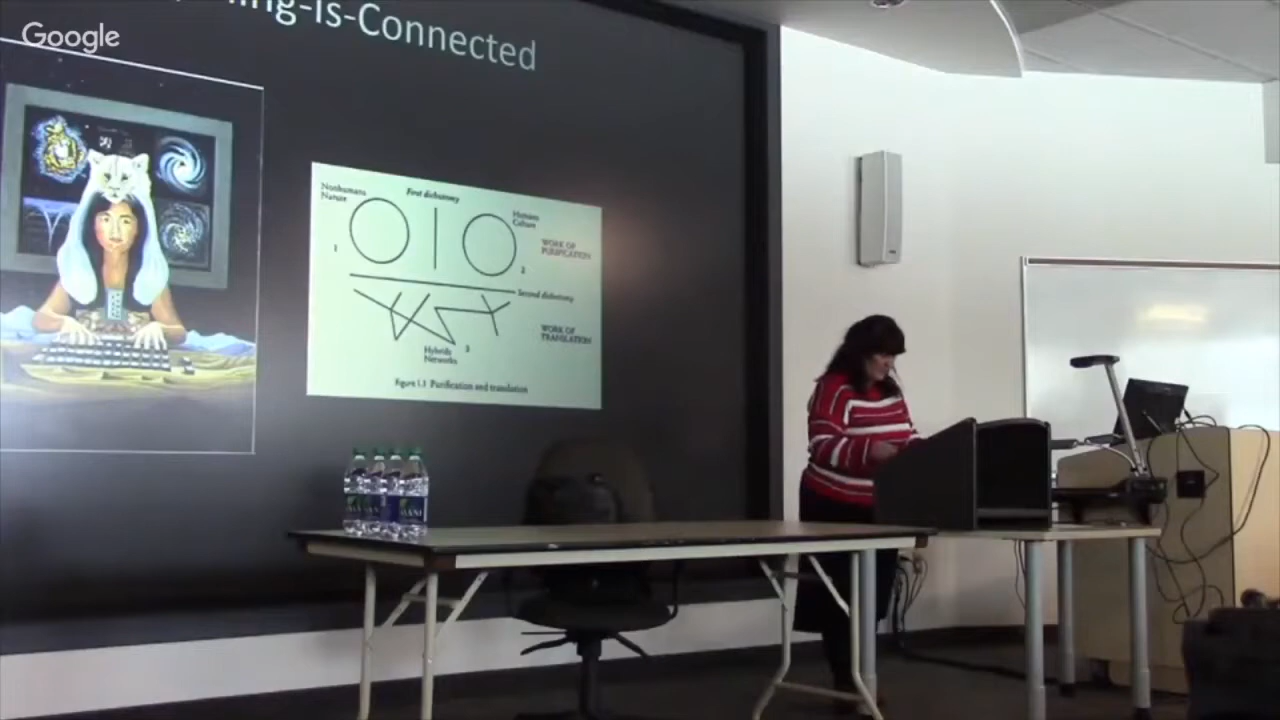 Google
-Is-Connected
Nonhumans
Nature
First dichotomy
Humans
Culture
WORK OF
PURIFICATION
1
2
Second dichotomy
WORK OF
TRANSLATION
Hybrids
Networks
3
Figure 1.1 Purification and translation